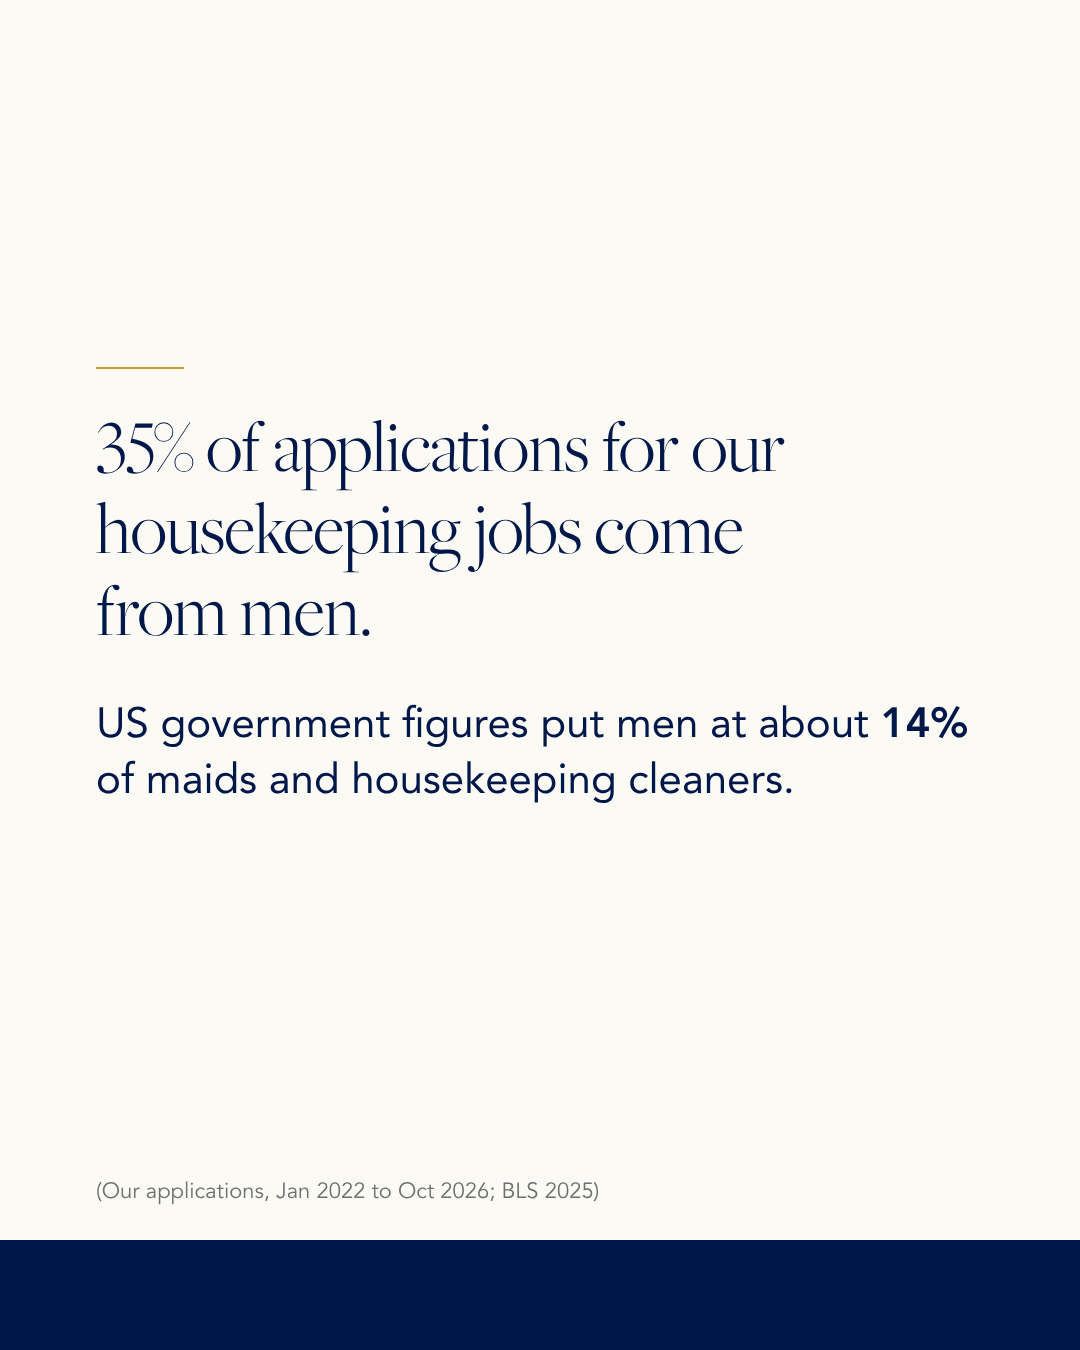 35% of applications for our
housekeeping jobs come
from men.
US government figures put men at about 14%
of maids and housekeeping cleaners.
(Our applications, Jan 2022 to Oct 2026; BLS 2025)